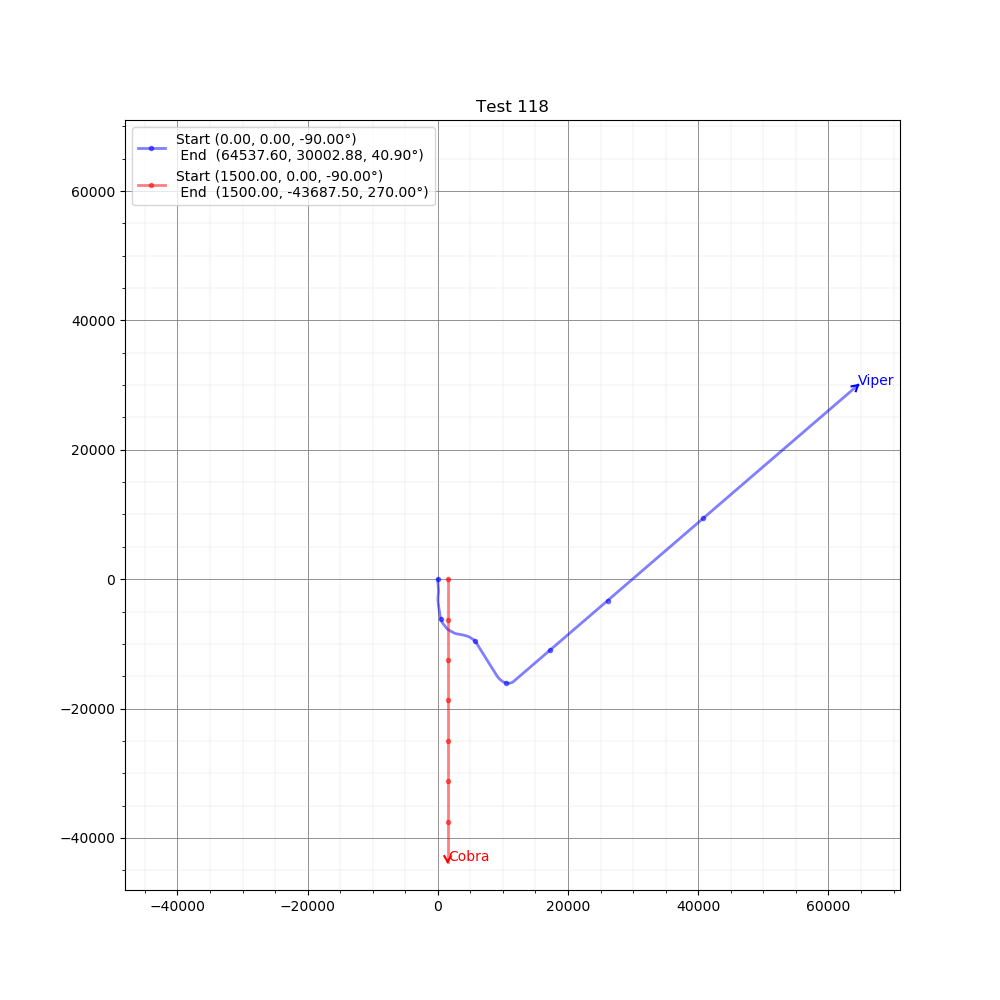 Test 118
Start (0.00, 0.00, -90.00°)
End (64537.60, 30002.88, 40.90°)
Start (1500.00, 0.00, -90.00°)
End (1500.00, -43687.50, 270.00°)
60000
40000
20000
0
−20000
−40000
Viper
Cobra
−40000 −20000 0 20000 40000 60000